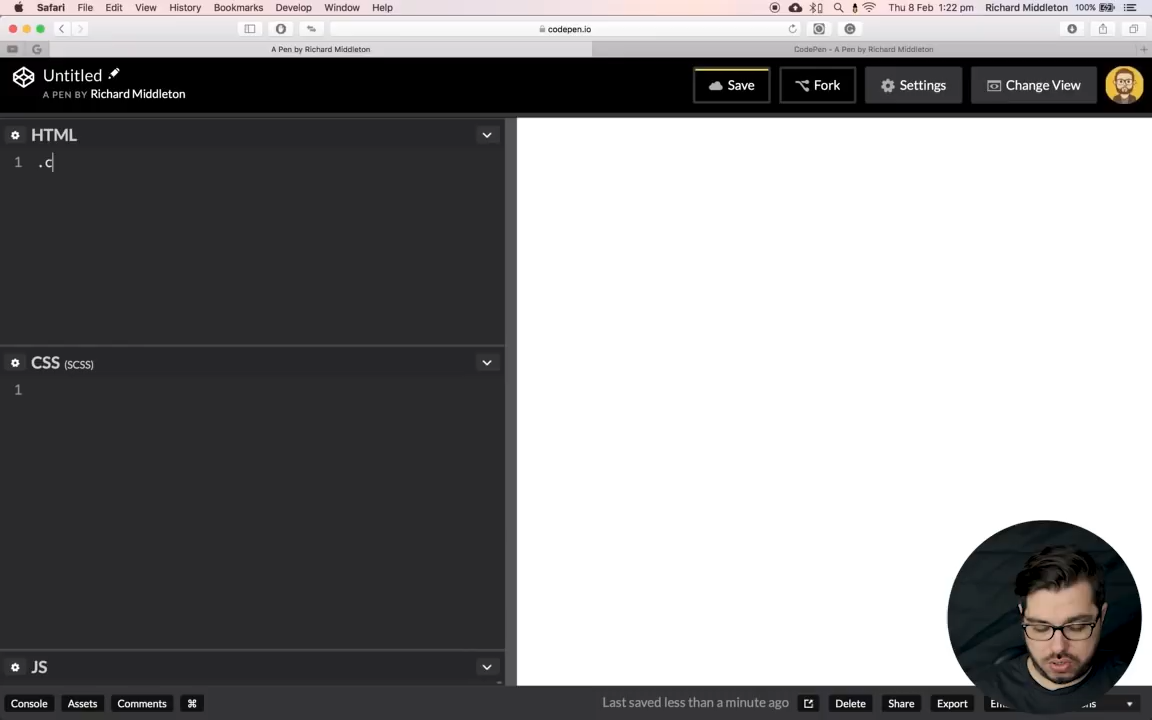 Safari File Edit View History Bookmarks Develop Window Help Thu 8 Feb 1:22 pm Richard Middleton 100%
codepen.io
A Pen by Richard Middleton CodePen - A Pen by Richard Middleton
Untitled
A PEN BY Richard Middleton
Save Fork Settings Change View
HTML
1 .c
CSS (SCSS)
1
JS
Console Assets Comments ⌘ Last saved less than a minute ago Delete Share Export